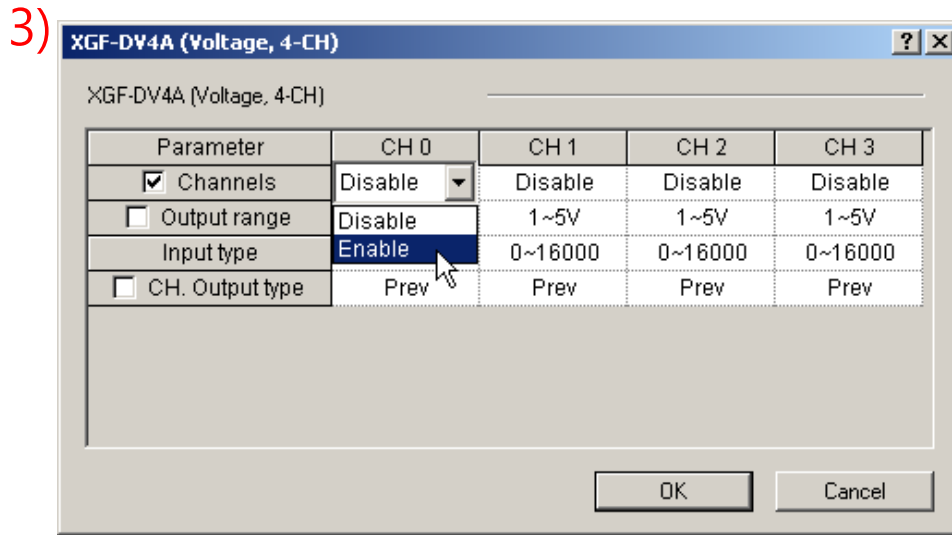 3)
XGF-DV4A (Voltage, 4-CH)
XGF-DV4A (Voltage, 4-CH)
Parameter CH 0 CH 1 CH 2 CH 3
Channels Disable Disable Disable Disable
Output range Disable 1~5V 1~5V 1~5V
Input type Enable 0~16000 0~16000 0~16000
CH. Output type Prev Prev Prev Prev
OK Cancel